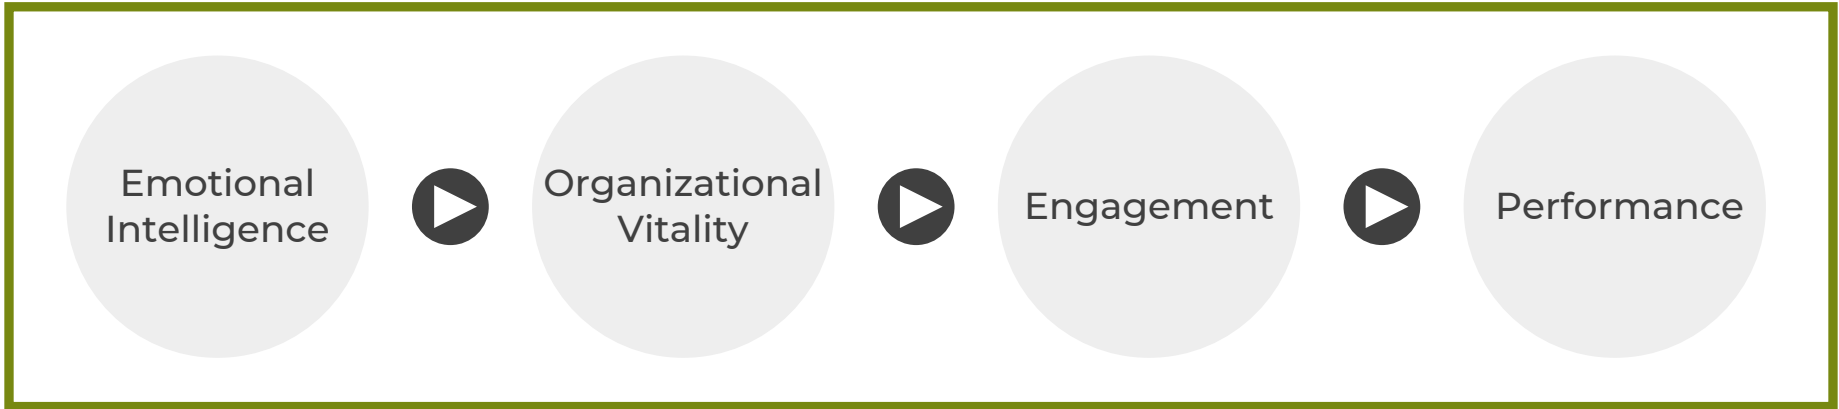 Emotional
Intelligence
Organizational
Vitality
Engagement
Performance